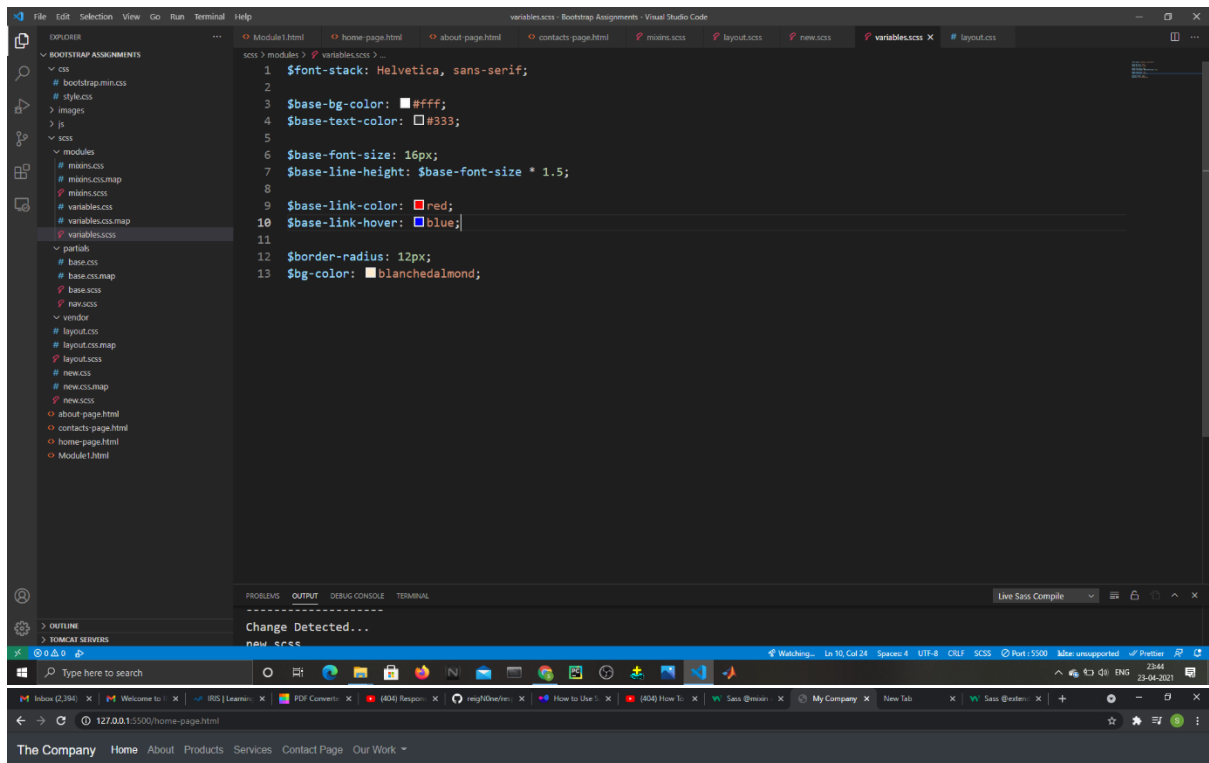 File Edit Selection View Go Run Terminal Help variables.scss - Bootstrap Assignments - Visual Studio Code
EXPLORER ... Module1.html home-page.html about-page.html contacts-page.html mixins.scss layout.scss new.scss variables.scss layout.css
BOOTSTRAP ASSIGNMENTS
css
bootstrap.min.css
style.css
images
js
scss
modules
mixins.css
mixins.css.map
mixins.scss
variables.css
variables.css.map
variables.scss
partials
base.css
base.css.map
base.scss
nav.scss
vendor
layout.css
layout.css.map
layout.scss
new.css
new.css.map
new.scss
about-page.html
contacts-page.html
home-page.html
Module1.html
OUTLINE
TOMCAT SERVERS
scss > modules > variables.scss > ...
1 $font-stack: Helvetica, sans-serif;
2
3 $base-bg-color: #fff;
4 $base-text-color: #333;
5
6 $base-font-size: 16px;
7 $base-line-height: $base-font-size * 1.5;
8
9 $base-link-color: red;
10 $base-link-hover: blue;
11
12 $border-radius: 12px;
13 $bg-color: blanchedalmond;
PROBLEMS OUTPUT DEBUG CONSOLE TERMINAL Live Sass Compile
--------------------
Change Detected...
new.scss
0 0 Watching... Ln 10, Col 24 Spaces: 4 UTF-8 CRLF SCSS Port : 5500 unsupported Prettier
Type here to search ENG 23:44
23-04-2021
Inbox (2,394) Welcome to IRIS | Learning PDF Converte (404) Respon reighN0ne/res How to Use S (404) How To Sass @mixin My Company New Tab Sass @extend
127.0.0.1:5500/home-page.html
The Company Home About Products Services Contact Page Our Work